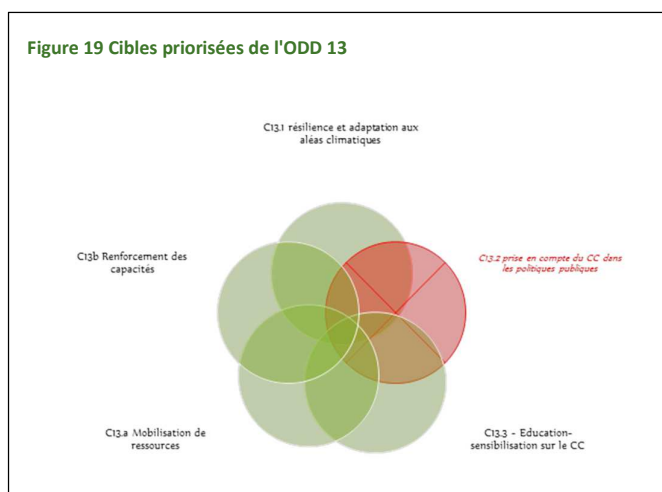 Figure 19 Cibles priorisées de l'ODD 13
C13.1 résilience et adaptation aux
aléas climatiques
C13b Renforcement des
capacités
C13.2 prise en compte du CC dans
les politiques publiques
C13.a Mobilisation de
ressources
C13.3 - Education-
sensibilisation sur le CC